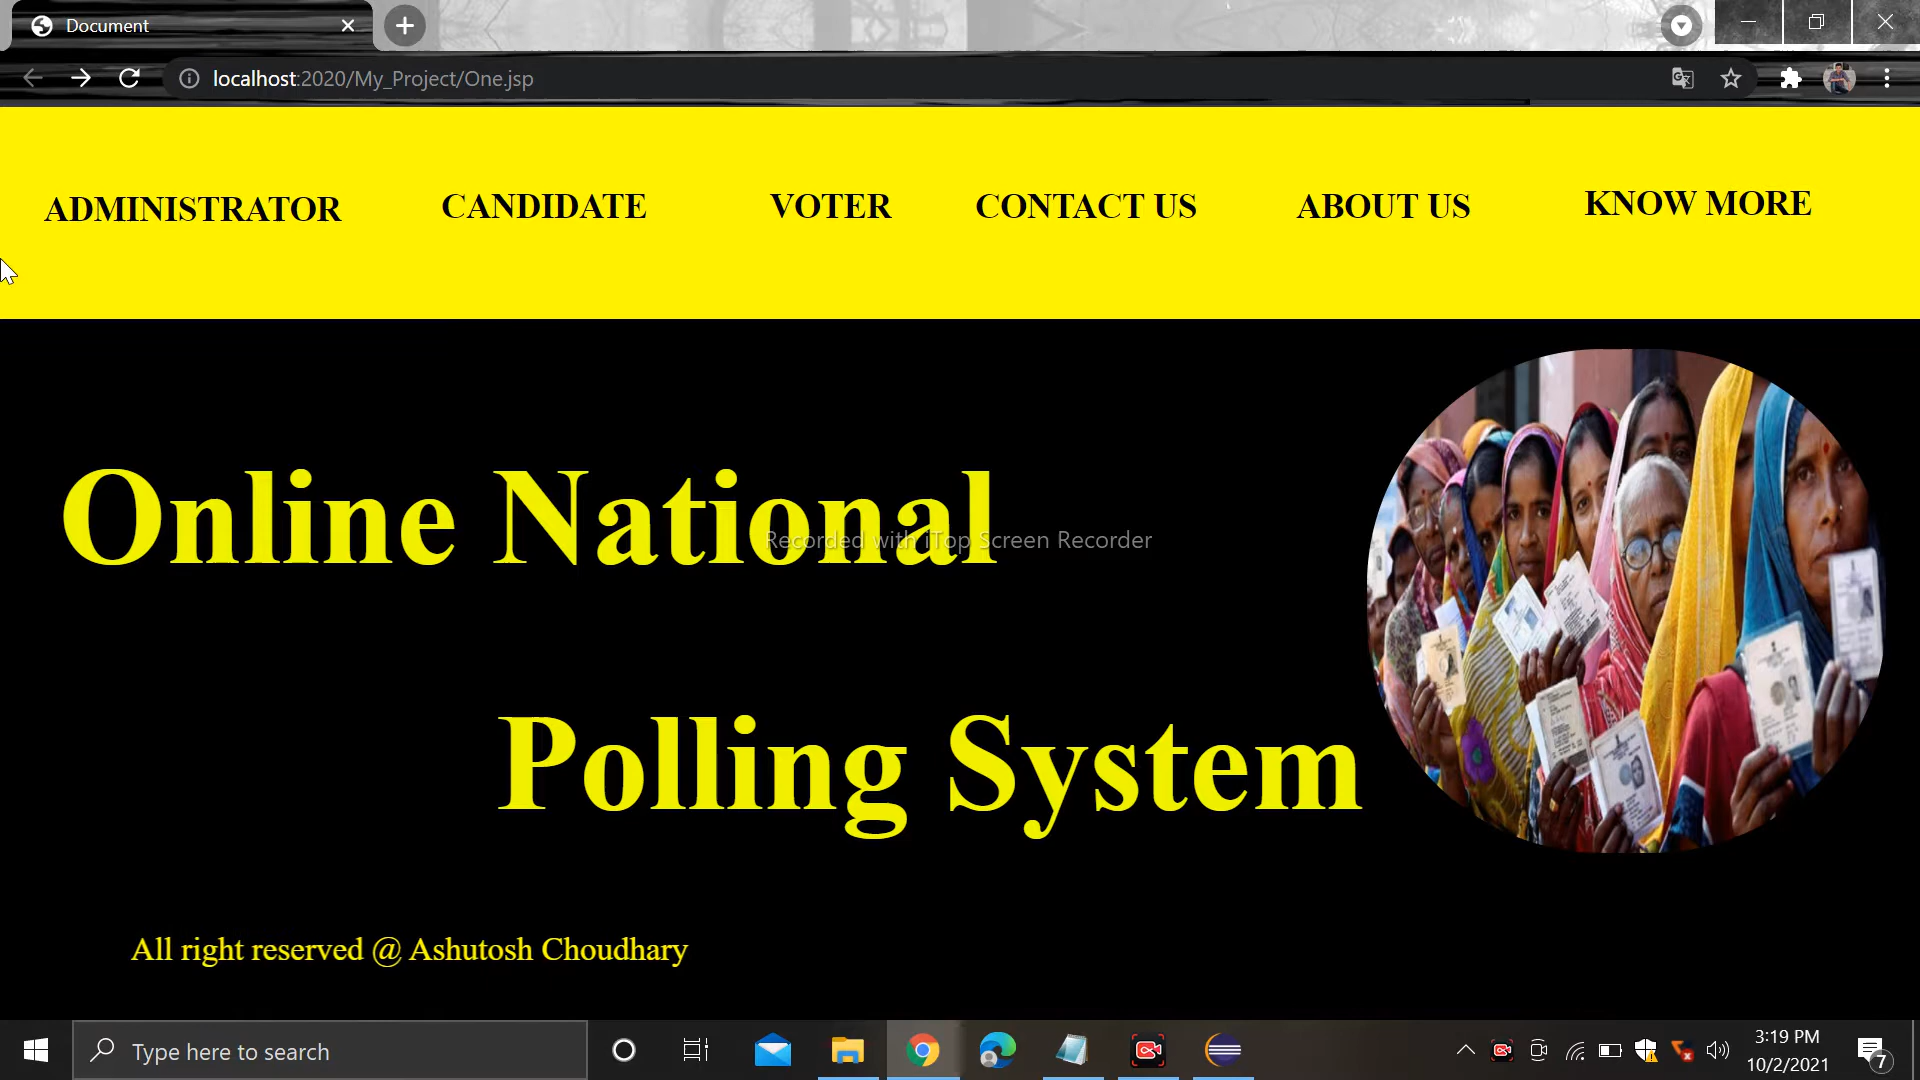 Document
localhost:2020/My_Project/One.jsp
ADMINISTRATOR CANDIDATE VOTER CONTACT US ABOUT US KNOW MORE
Online National
Recorded with iTop Screen Recorder
Polling System
All right reserved @ Ashutosh Choudhary
Type here to search
3:19 PM
10/2/2021
7